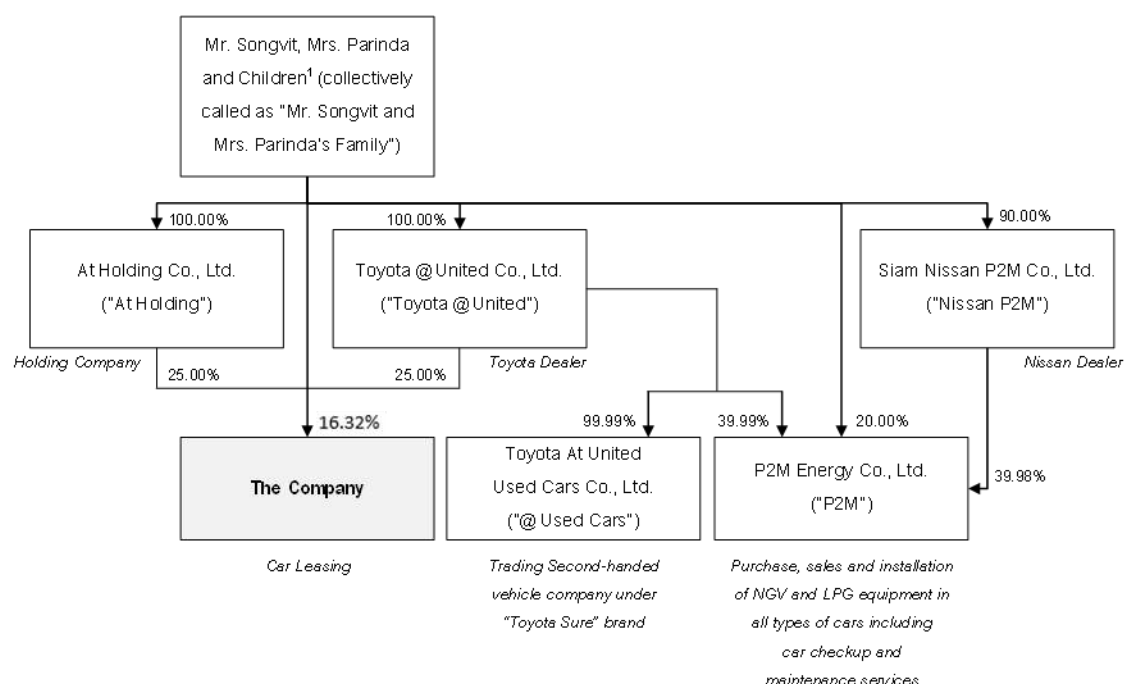 Mr. Songvit, Mrs. Parinda
and Children¹ (collectively
called as "Mr. Songvit and
Mrs. Parinda's Family")
100.00%
100.00%
90.00%
At Holding Co., Ltd.
("At Holding")
Toyota @United Co., Ltd.
("Toyota @United")
Siam Nissan P2M Co., Ltd.
("Nissan P2M")
Holding Company
Toyota Dealer
Nissan Dealer
25.00%
25.00%
16.32%
99.99%
39.99%
20.00%
39.98%
The Company
Toyota At United
Used Cars Co., Ltd.
("@Used Cars")
P2M Energy Co., Ltd.
("P2M")
Car Leasing
Trading Second-handed
vehicle company under
"Toyota Sure" brand
Purchase, sales and installation
of NGV and LPG equipment in
all types of cars including
car checkup and
maintenance services